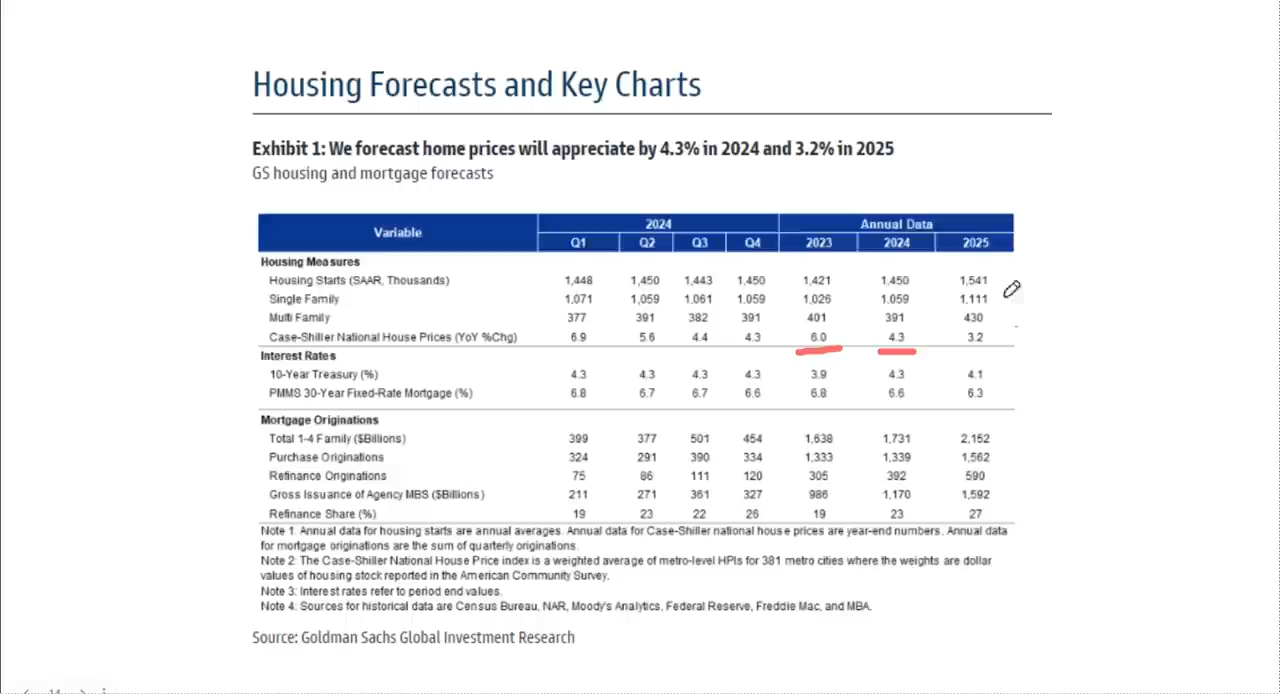 Housing Forecasts and Key Charts
Exhibit 1: We forecast home prices will appreciate by 4.3% in 2024 and 3.2% in 2025
GS housing and mortgage forecasts
Variable 2024 Annual Data
Q1 Q2 Q3 Q4 2023 2024 2025
Housing Measures
Housing Starts (SAAR, Thousands) 1,448 1,450 1,443 1,450 1,421 1,450 1,541
Single Family 1,071 1,059 1,061 1,059 1,026 1,059 1,111
Multi Family 377 391 382 391 401 391 430
Case-Shiller National House Prices (YoY %Chg) 6.9 5.6 4.4 4.3 6.0 4.3 3.2
Interest Rates
10-Year Treasury (%) 4.3 4.3 4.3 4.3 3.9 4.3 4.1
PMMS 30-Year Fixed-Rate Mortgage (%) 6.8 6.7 6.7 6.6 6.8 6.6 6.3
Mortgage Originations
Total 1-4 Family ($Billions) 399 377 501 454 1,638 1,731 2,152
Purchase Originations 324 291 390 334 1,333 1,339 1,562
Refinance Originations 75 86 111 120 305 392 590
Gross Issuance of Agency MBS ($Billions) 211 271 361 327 986 1,170 1,592
Refinance Share (%) 19 23 22 26 19 23 27
Note 1: Annual data for housing starts are annual averages. Annual data for Case-Shiller national house prices are year-end numbers. Annual data
for mortgage originations are the sum of quarterly originations.
Note 2: The Case-Shiller National House Price index is a weighted average of metro-level HPIs for 381 metro cities where the weights are dollar
values of housing stock reported in the American Community Survey.
Note 3: Interest rates refer to period end values.
Note 4: Sources for historical data are Census Bureau, NAR, Moody's Analytics, Federal Reserve, Freddie Mac, and MBA.
Source: Goldman Sachs Global Investment Research